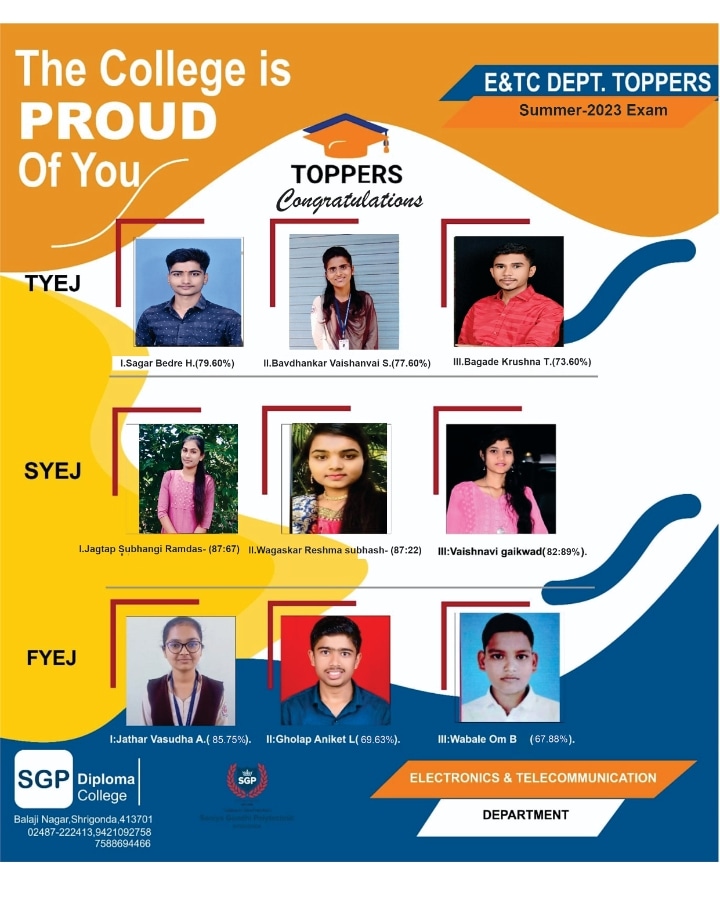 The College is
PROUD
Of You
E&TC DEPT. TOPPERS
Summer-2023 Exam
TOPPERS
Congratulations
TYEJ
I.Sagar Bedre H.(79.60%)
II.Bavdhankar Vaishanvai S.(77.60%)
III.Bagade Krushna T.(73.60%)
SYEJ
I.Jagtap Subhangi Ramdas- (87:67)
II.Wagaskar Reshma subhash- (87:22)
III:Vaishnavi gaikwad(82:89%).
FYEJ
I:Jathar Vasudha A.( 85.75%).
II:Gholap Aniket L( 69.63%).
III:Wabale Om B (67.88%).
SGP Diploma
College
Balaji Nagar,Shrigonda,413701
02487-222413,9421092758
7588694466
SGP
ELECTRONICS & TELECOMMUNICATION
DEPARTMENT